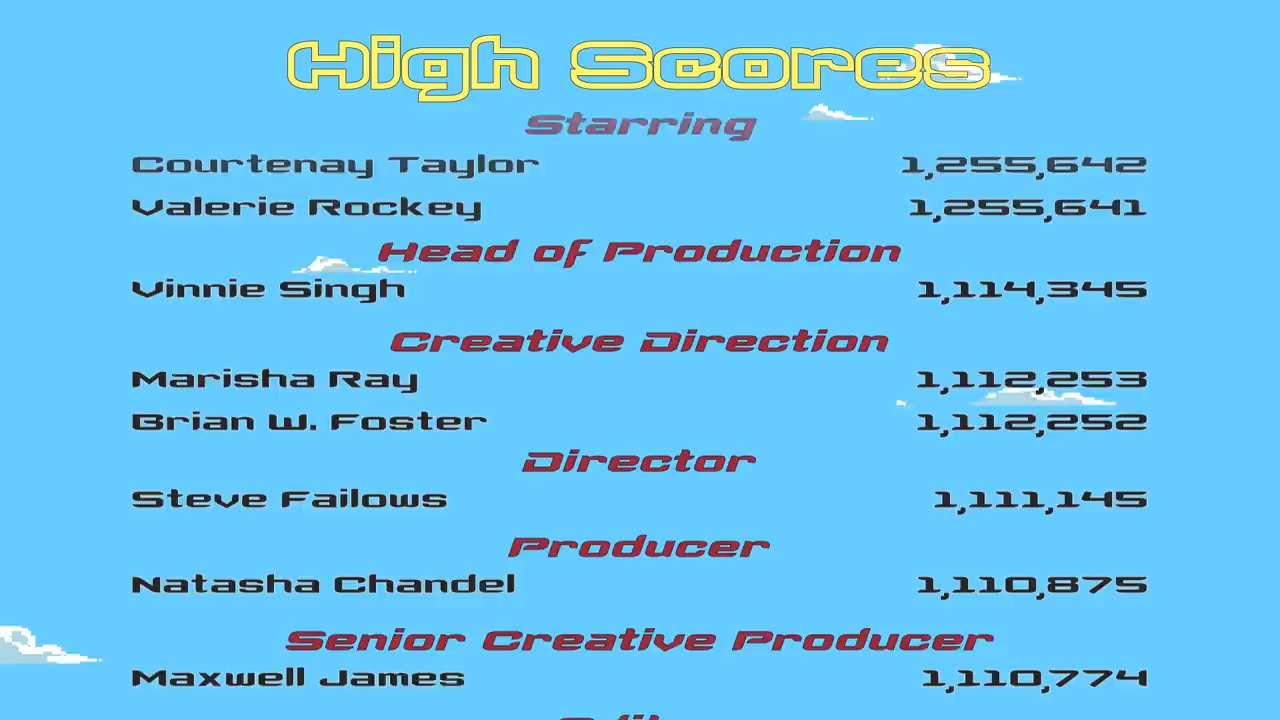 High Scores
Starring
Courtenay Taylor 1,255,642
Valerie Rockey 1,255,641
Head of Production
Vinnie Singh 1,114,345
Creative Direction
Marisha Ray 1,112,253
Brian W. Foster 1,112,252
Director
Steve Failows 1,111,145
Producer
Natasha Chandel 1,110,875
Senior Creative Producer
Maxwell James 1,110,774